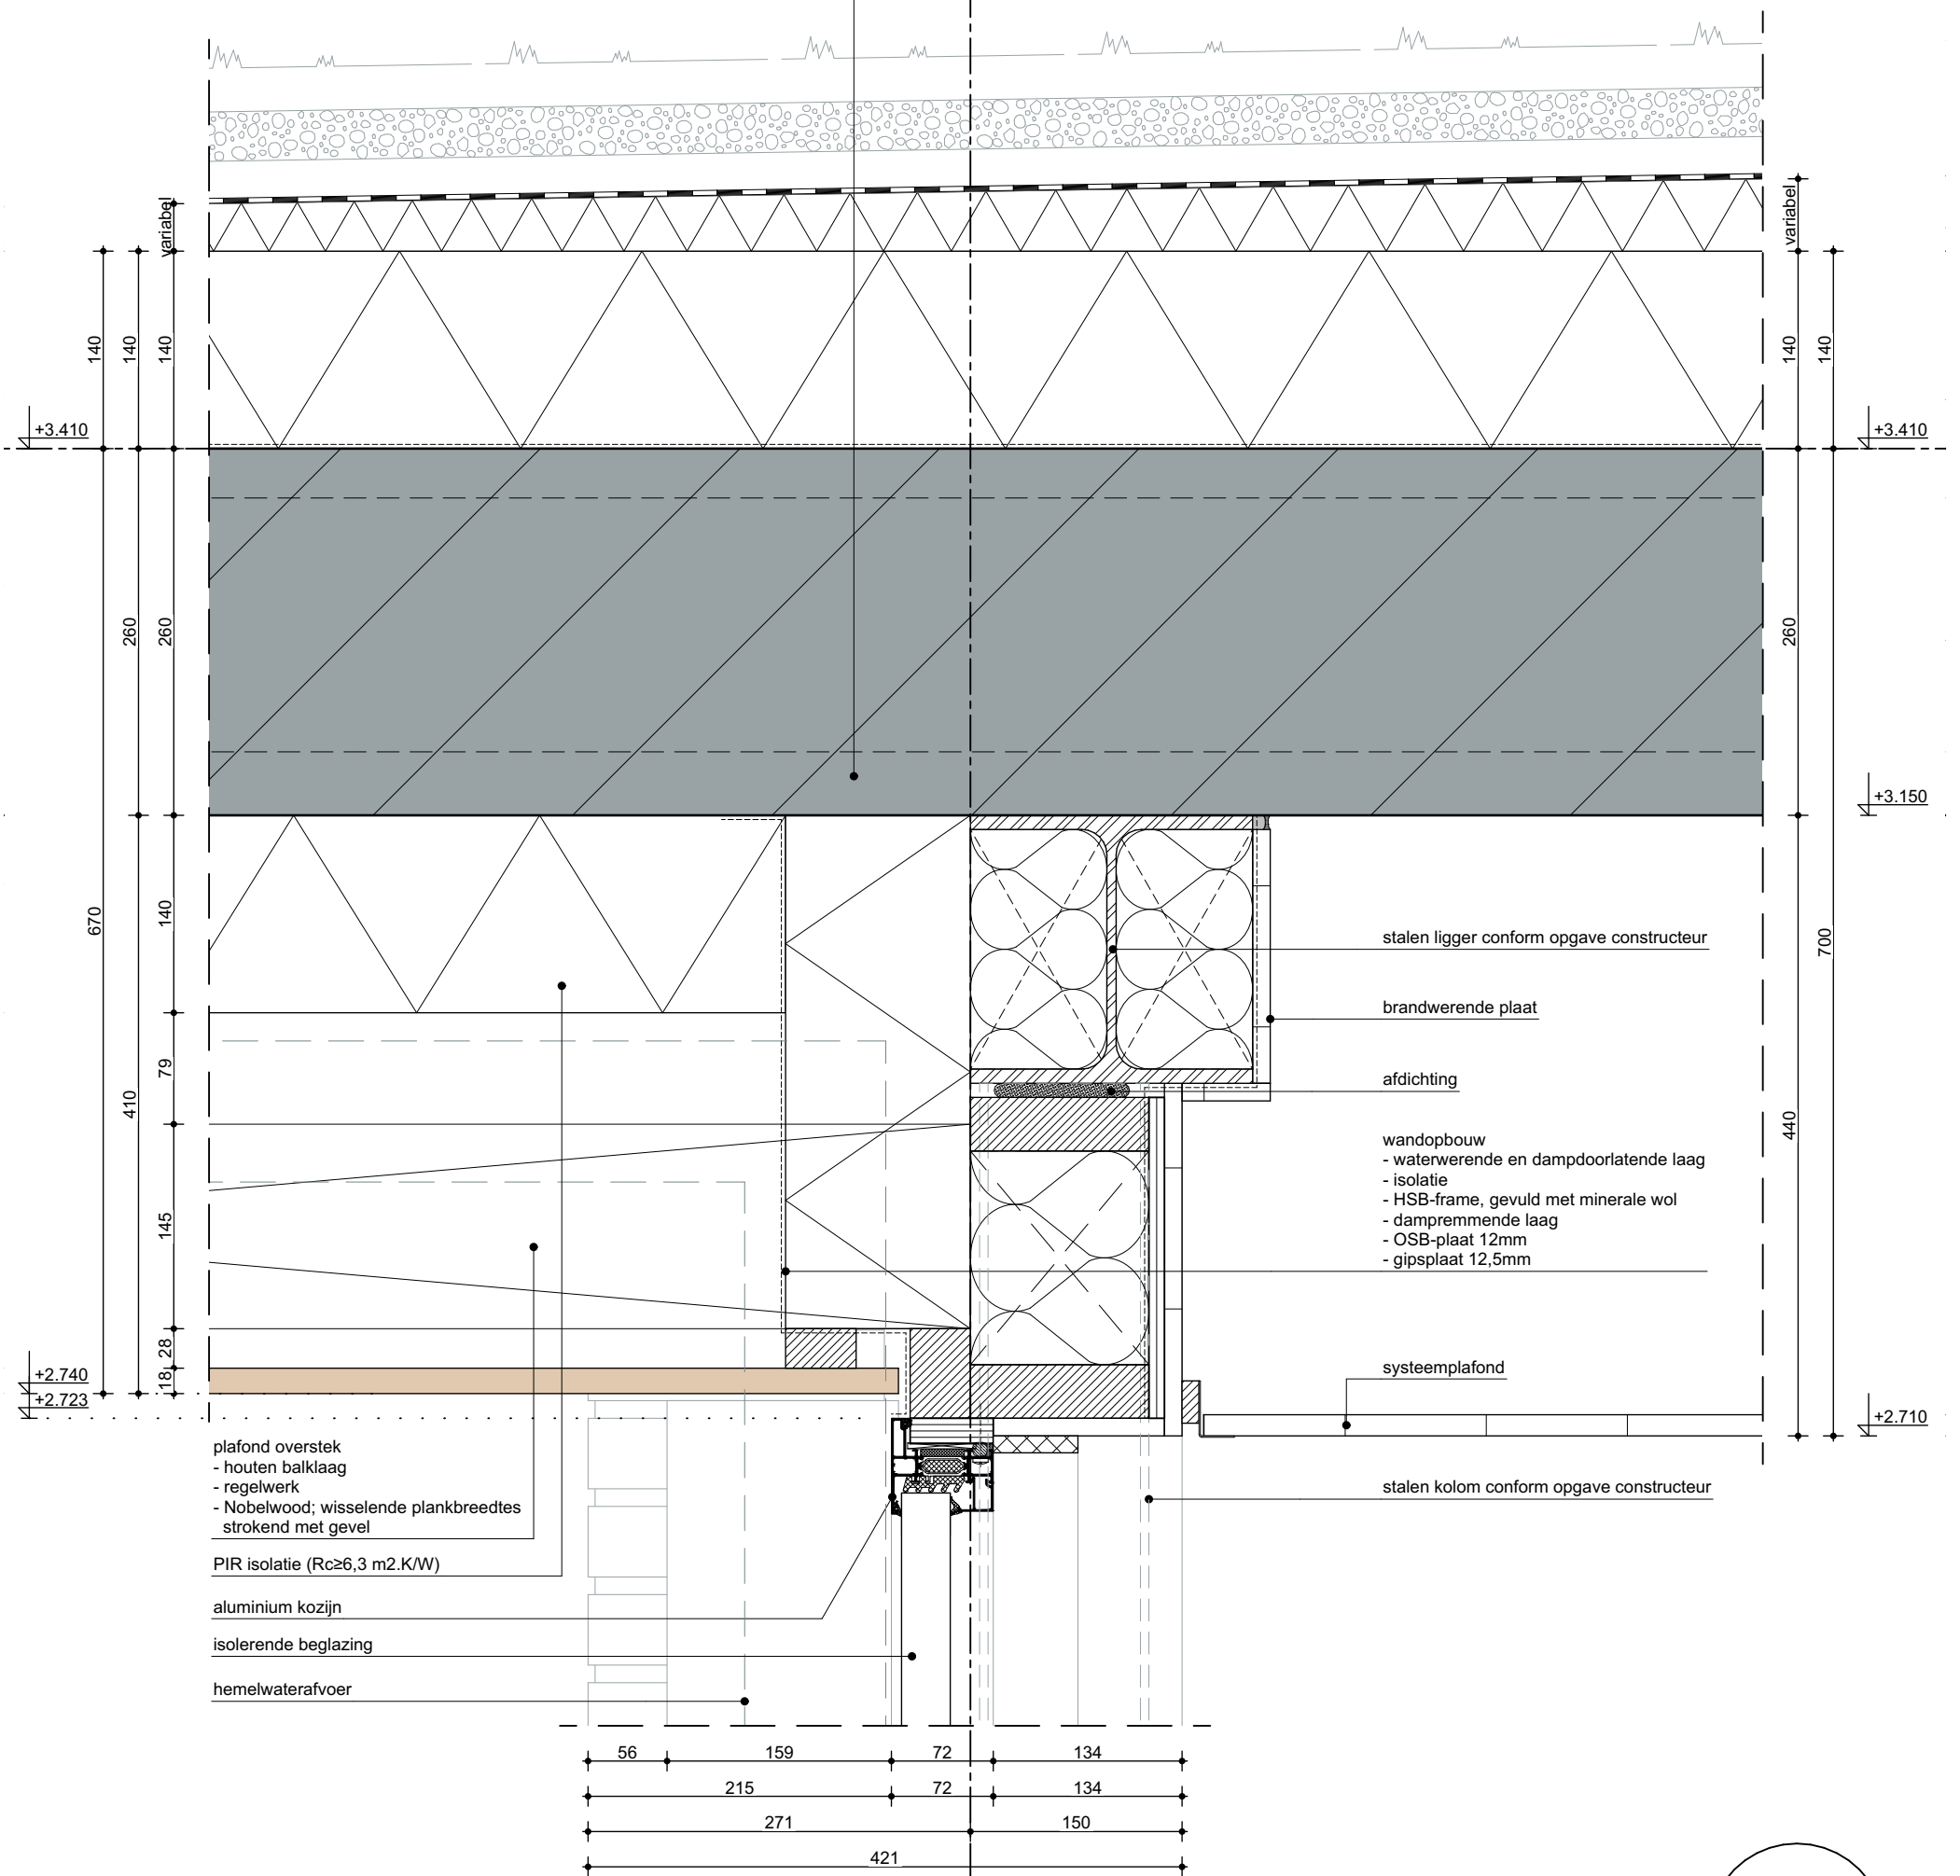 variabel
variabel
140
140
140
140
140
+3.410
+3.410
260
260
260
+3.150
670
410
140
79
145
28
18
700
440
stalen ligger conform opgave constructeur
brandwerende plaat
afdichting
wandopbouw
- waterwerende en dampdoorlatende laag
- isolatie
- HSB-frame, gevuld met minerale wol
- dampremmende laag
- OSB-plaat 12mm
- gipsplaat 12,5mm
systeemplafond
+2.740
+2.723
+2.710
plafond overstek
- houten balklaag
- regelwerk
- Nobelwood; wisselende plankbreedtes
strokend met gevel
stalen kolom conform opgave constructeur
PIR isolatie (Rc≥6,3 m2.K/W)
aluminium kozijn
isolerende beglazing
hemelwaterafvoer
56 159 72 134
215 72 134
271 150
421